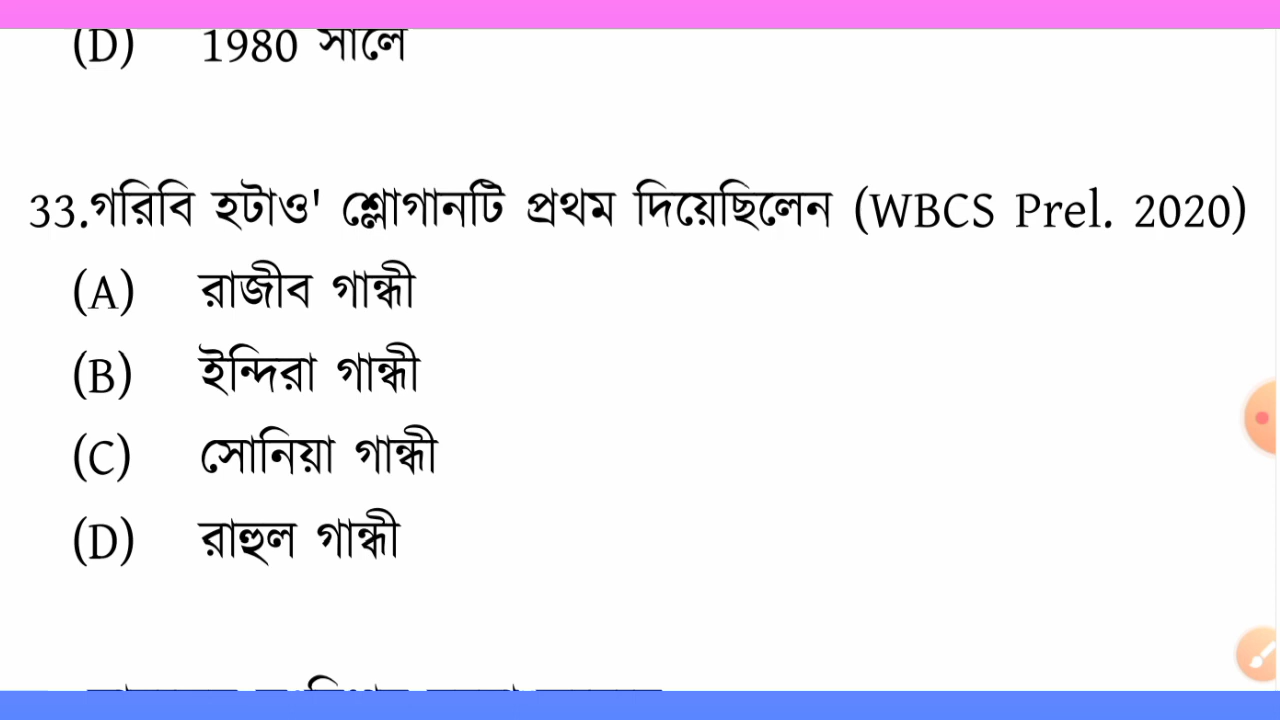 (D) 1980 সালে
33.গরিবি হটাও' শ্লোগানটি প্রথম দিয়েছিলেন (WBCS Prel. 2020)
(A) রাজীব গান্ধী
(B) ইন্দিরা গান্ধী
(C) সোনিয়া গান্ধী
(D) রাহুল গান্ধী